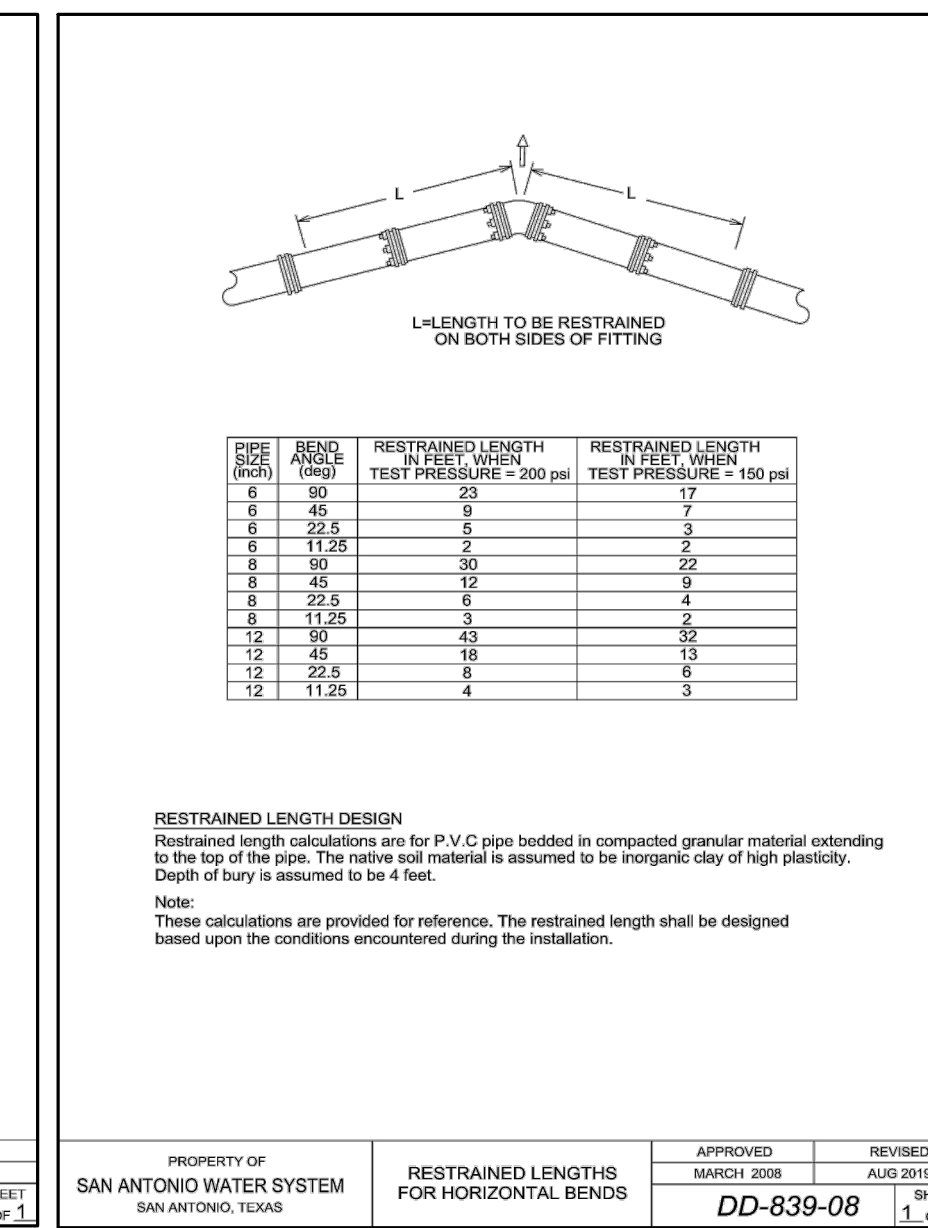 L
L
L=LENGTH TO BE RESTRAINED
ON BOTH SIDES OF FITTING
PIPE SIZE (inch) BEND ANGLE (deg) RESTRAINED LENGTH IN FEET, WHEN TEST PRESSURE = 200 psi RESTRAINED LENGTH IN FEET, WHEN TEST PRESSURE = 150 psi
6 90 23 17
6 45 9 7
6 22.5 5 3
6 11.25 2 2
8 90 30 22
8 45 12 9
8 22.5 6 4
8 11.25 3 2
12 90 43 32
12 45 18 13
12 22.5 8 6
12 11.25 4 3
RESTRAINED LENGTH DESIGN
Restrained length calculations are for P.V.C pipe bedded in compacted granular material extending
to the top of the pipe. The native soil material is assumed to be inorganic clay of high plasticity.
Depth of bury is assumed to be 4 feet.
Note:
These calculations are provided for reference. The restrained length shall be designed
based upon the conditions encountered during the installation.
PROPERTY OF
SAN ANTONIO WATER SYSTEM
SAN ANTONIO, TEXAS
RESTRAINED LENGTHS
FOR HORIZONTAL BENDS
APPROVED REVISED
MARCH 2008 AUG 2019
DD-839-08
SH
1
EET
OF 1